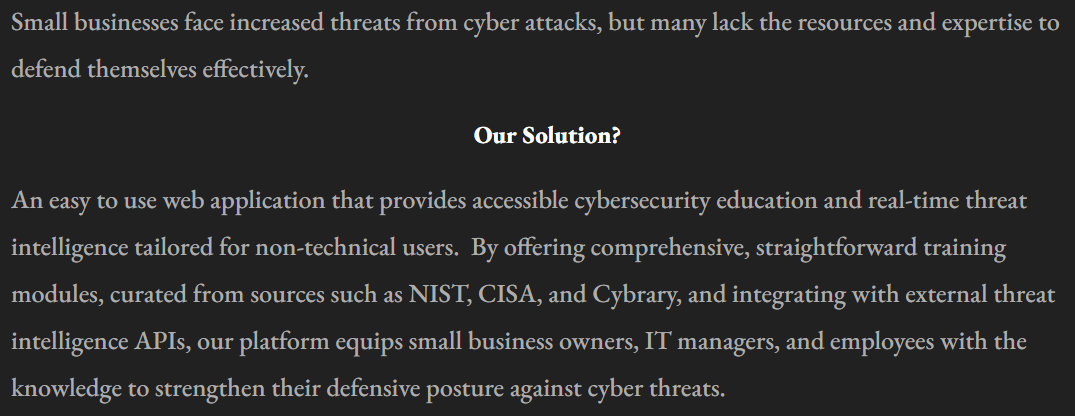 Small businesses face increased threats from cyber attacks, but many lack the resources and expertise to
defend themselves effectively.
Our Solution?
An easy to use web application that provides accessible cybersecurity education and real-time threat
intelligence tailored for non-technical users.  By offering comprehensive, straightforward training
modules, curated from sources such as NIST, CISA, and Cybrary, and integrating with external threat
intelligence APIs, our platform equips small business owners, IT managers, and employees with the
knowledge to strengthen their defensive posture against cyber threats.